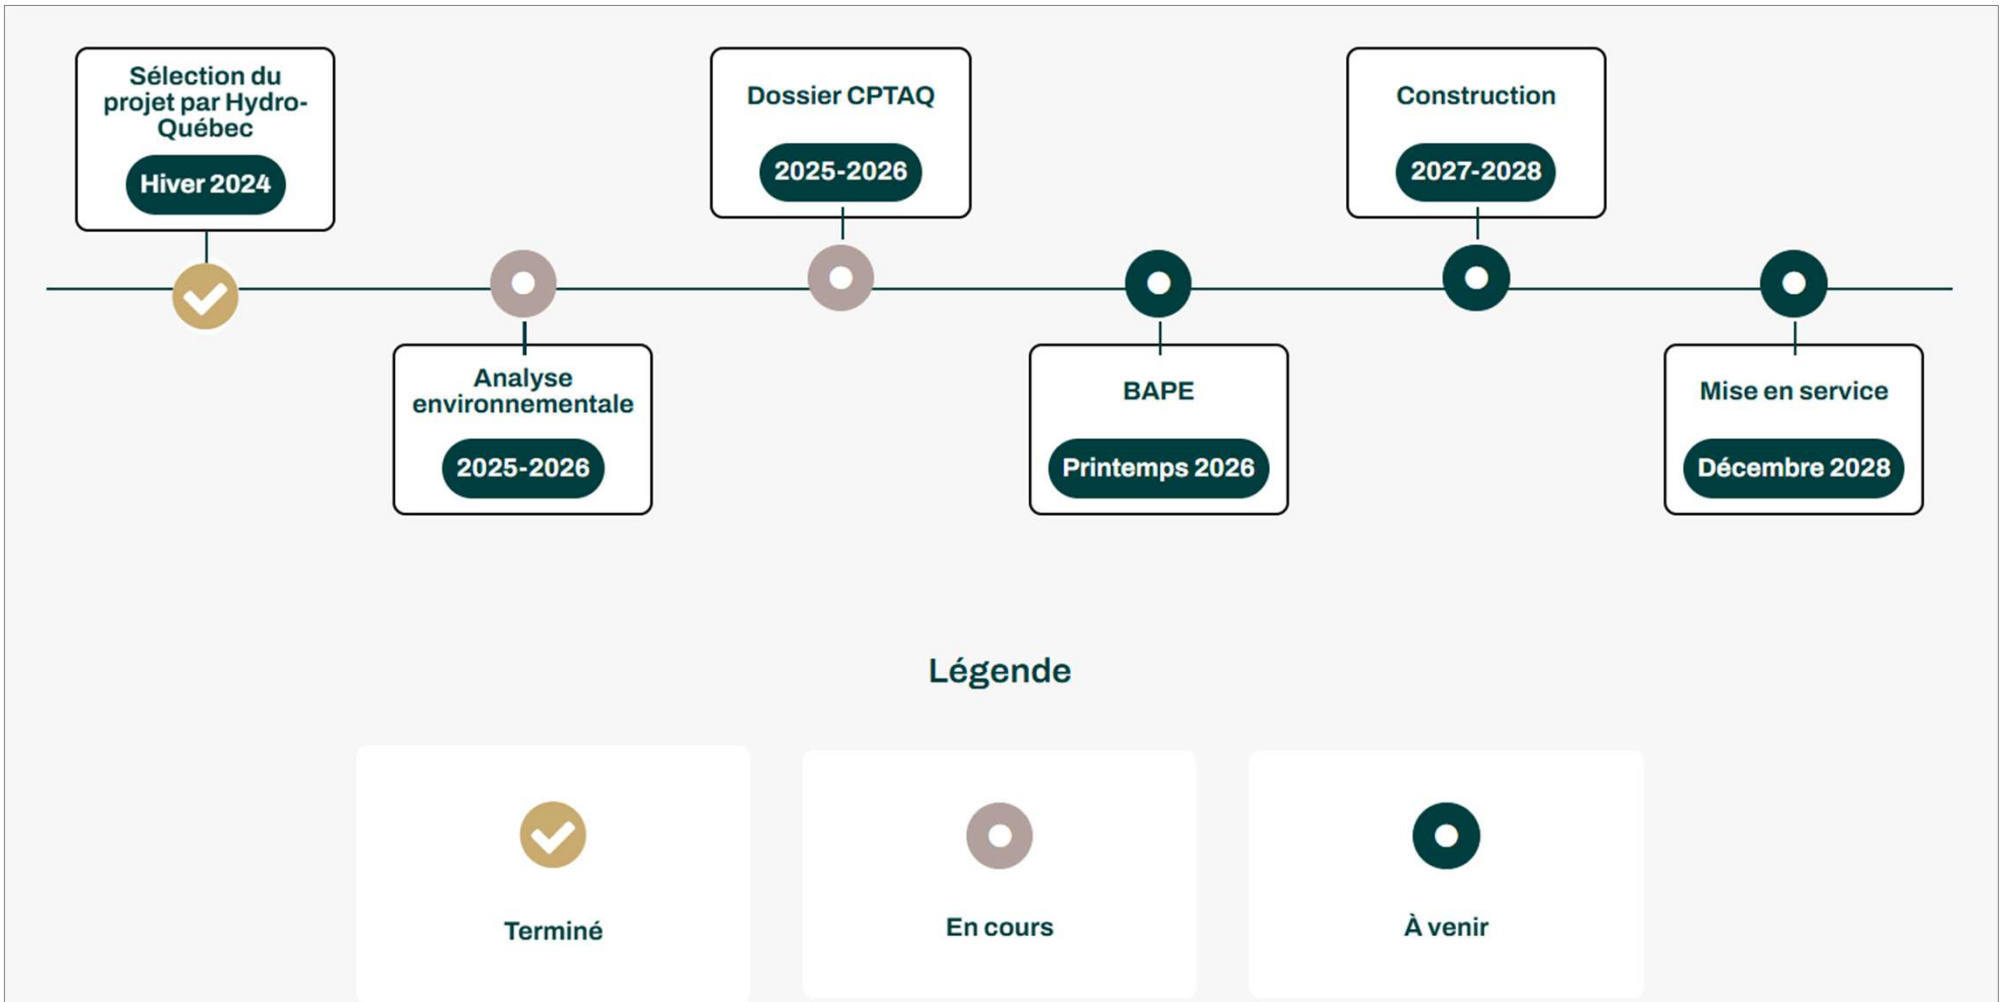 Sélection du
projet par Hydro-
Québec
Hiver 2024
Analyse
environnementale
2025-2026
Dossier CPTAQ
2025-2026
BAPE
Printemps 2026
Construction
2027-2028
Mise en service
Décembre 2028
Légende
Terminé
En cours
À venir